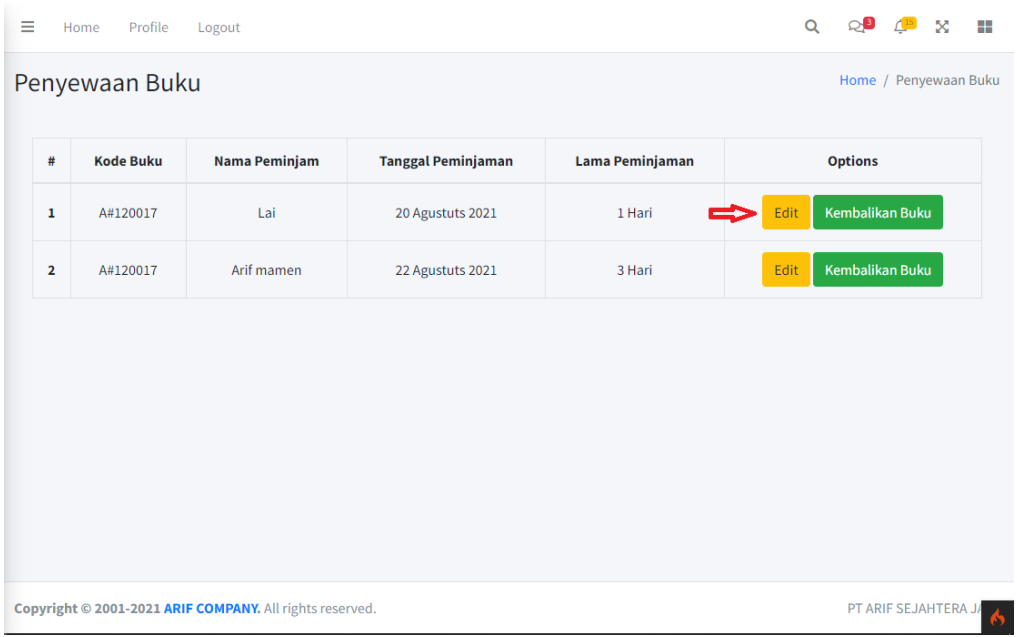 Home Profile Logout 3 15
Penyewaan Buku Home / Penyewaan Buku
# Kode Buku Nama Peminjam Tanggal Peminjaman Lama Peminjaman Options
1 A#120017 Lai 20 Agustuts 2021 1 Hari Edit Kembalikan Buku
2 A#120017 Arif mamen 22 Agustuts 2021 3 Hari Edit Kembalikan Buku
Copyright © 2001-2021 ARIF COMPANY. All rights reserved. PT ARIF SEJAHTERA